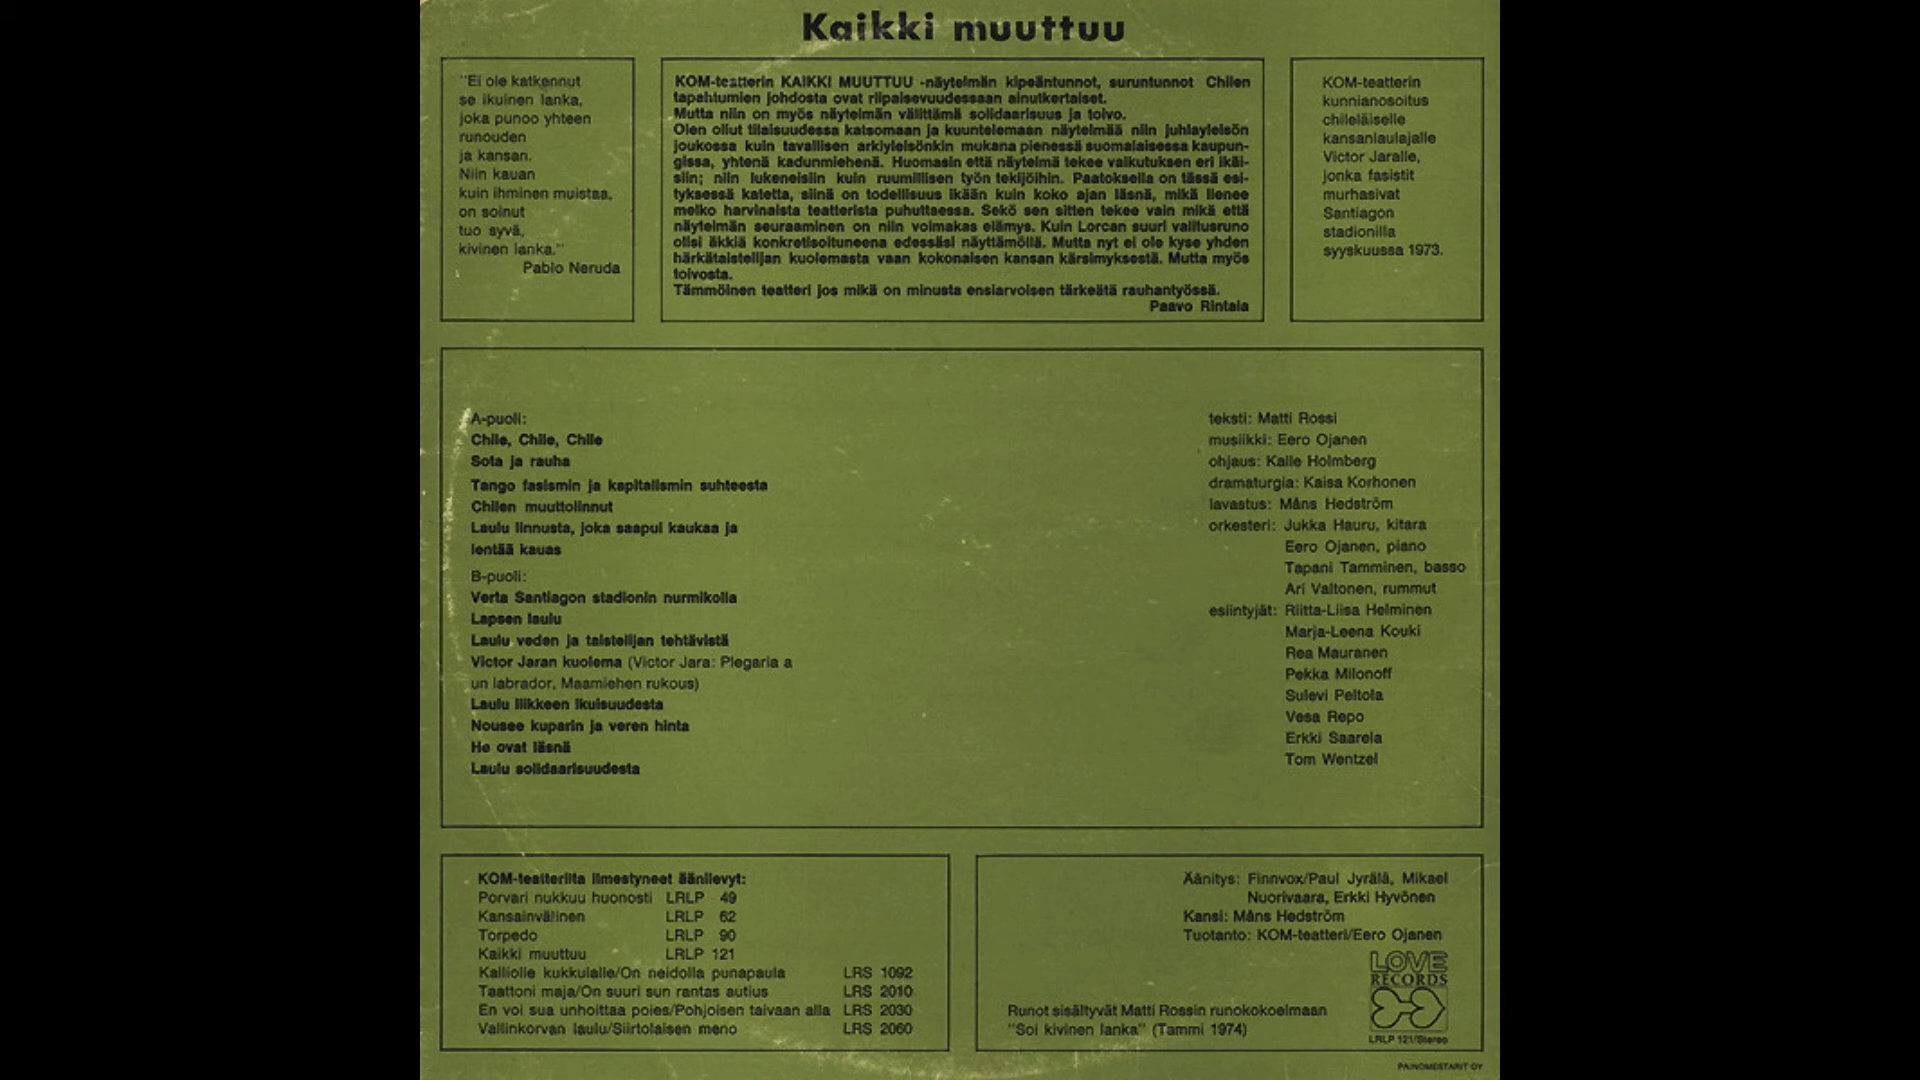 Kaikki muuttuu
"Ei ole katkennut
se ikuinen lanka,
joka punoo yhteen
runouden
ja kansan.
Niin kauan
kuin ihminen muistaa,
on soinut
tuo syvä,
kivinen lanka."
Pablo Neruda
KOM-teatterin KAIKKI MUUTTUU -näytelmän kipeäntunnot, suruntunnot Chilen
tapahtumien johdosta ovat riipaisevuudessaan ainutkertaiset.
Mutta niin on myös näytelmän välittämä solidaarisuus ja toivo.
Olen ollut tilaisuudessa katsomaan ja kuuntelemaan näytelmää niin juhlayleisön
joukossa kuin tavallisen arkiyleisönkin mukana pienessä suomalaisessa kaupun-
gissa, yhtenä kadunmiehenä. Huomasin että näytelmä tekee vaikutuksen eri ikäi-
siin; niin lukeneisiin kuin ruumiillisen työn tekijöihin. Paatoksella on tässä esi-
tyksessä katetta, siinä on todellisuus ikään kuin koko ajan läsnä, mikä lienee
melko harvinaista teatterista puhuttaessa. Sekö sen sitten tekee vain mikä että
näytelmän seuraaminen on niin voimakas elämys. Kuin Lorcan suuri valitusruno
olisi äkkiä konkretisoituneena edessäsi näyttämöllä. Mutta nyt ei ole kyse yhden
härkätaistelijan kuolemasta vaan kokonaisen kansan kärsimyksestä. Mutta myös
toivosta.
Tämmöinen teatteri jos mikä on minusta ensiarvoisen tärkeätä rauhantyössä.
Paavo Rintala
KOM-teatterin
kunnianosoitus
chileläiselle
kansanlaulajalle
Victor Jaralle,
jonka fasistit
murhasivat
Santiagon
stadionilla
syyskuussa 1973.
A-puoli:
Chile, Chile, Chile
Sota ja rauha
Tango fasismin ja kapitalismin suhteesta
Chilen muuttolinnut
Laulu linnusta, joka saapui kaukaa ja
lentää kauas
B-puoli:
Verta Santiagon stadionin nurmikolla
Lapsen laulu
Laulu veden ja taistelijan tehtävistä
Victor Jaran kuolema (Victor Jara: Plegaria a
un labrador, Maamiehen rukous)
Laulu liikkeen ikuisuudesta
Nousee kuparin ja veren hinta
He ovat läsnä
Laulu solidaarisuudesta
teksti: Matti Rossi
musiikki: Eero Ojanen
ohjaus: Kalle Holmberg
dramaturgia: Kaisa Korhonen
lavastus: Måns Hedström
orkesteri: Jukka Hauru, kitara
Eero Ojanen, piano
Tapani Tamminen, basso
Ari Valtonen, rummut
esiintyjät: Riitta-Liisa Helminen
Marja-Leena Kouki
Rea Mauranen
Pekka Milonoff
Sulevi Peltola
Vesa Repo
Erkki Saarela
Tom Wentzel
KOM-teatterilta ilmestyneet äänilevyt:
Porvari nukkuu huonosti LRLP 49
Kansainvälinen LRLP 62
Torpedo LRLP 90
Kaikki muuttuu LRLP 121
Kalliolle kukkulalle/On neidolla punapaula LRS 1092
Taattoni maja/On suuri sun rantas autius LRS 2010
En voi sua unhoittaa poies/Pohjoisen taivaan alla LRS 2030
Vallinkorvan laulu/Siirtolaisen meno LRS 2060
Äänitys: Finnvox/Paul Jyrälä, Mikael
Nuorivaara, Erkki Hyvönen
Kansi: Måns Hedström
Tuotanto: KOM-teatteri/Eero Ojanen
LOVE
RECORDS
Runot sisältyvät Matti Rossin runokokoelmaan
"Soi kivinen lanka" (Tammi 1974)
LRLP 121/Stereo
PAINOMESTARIT OY